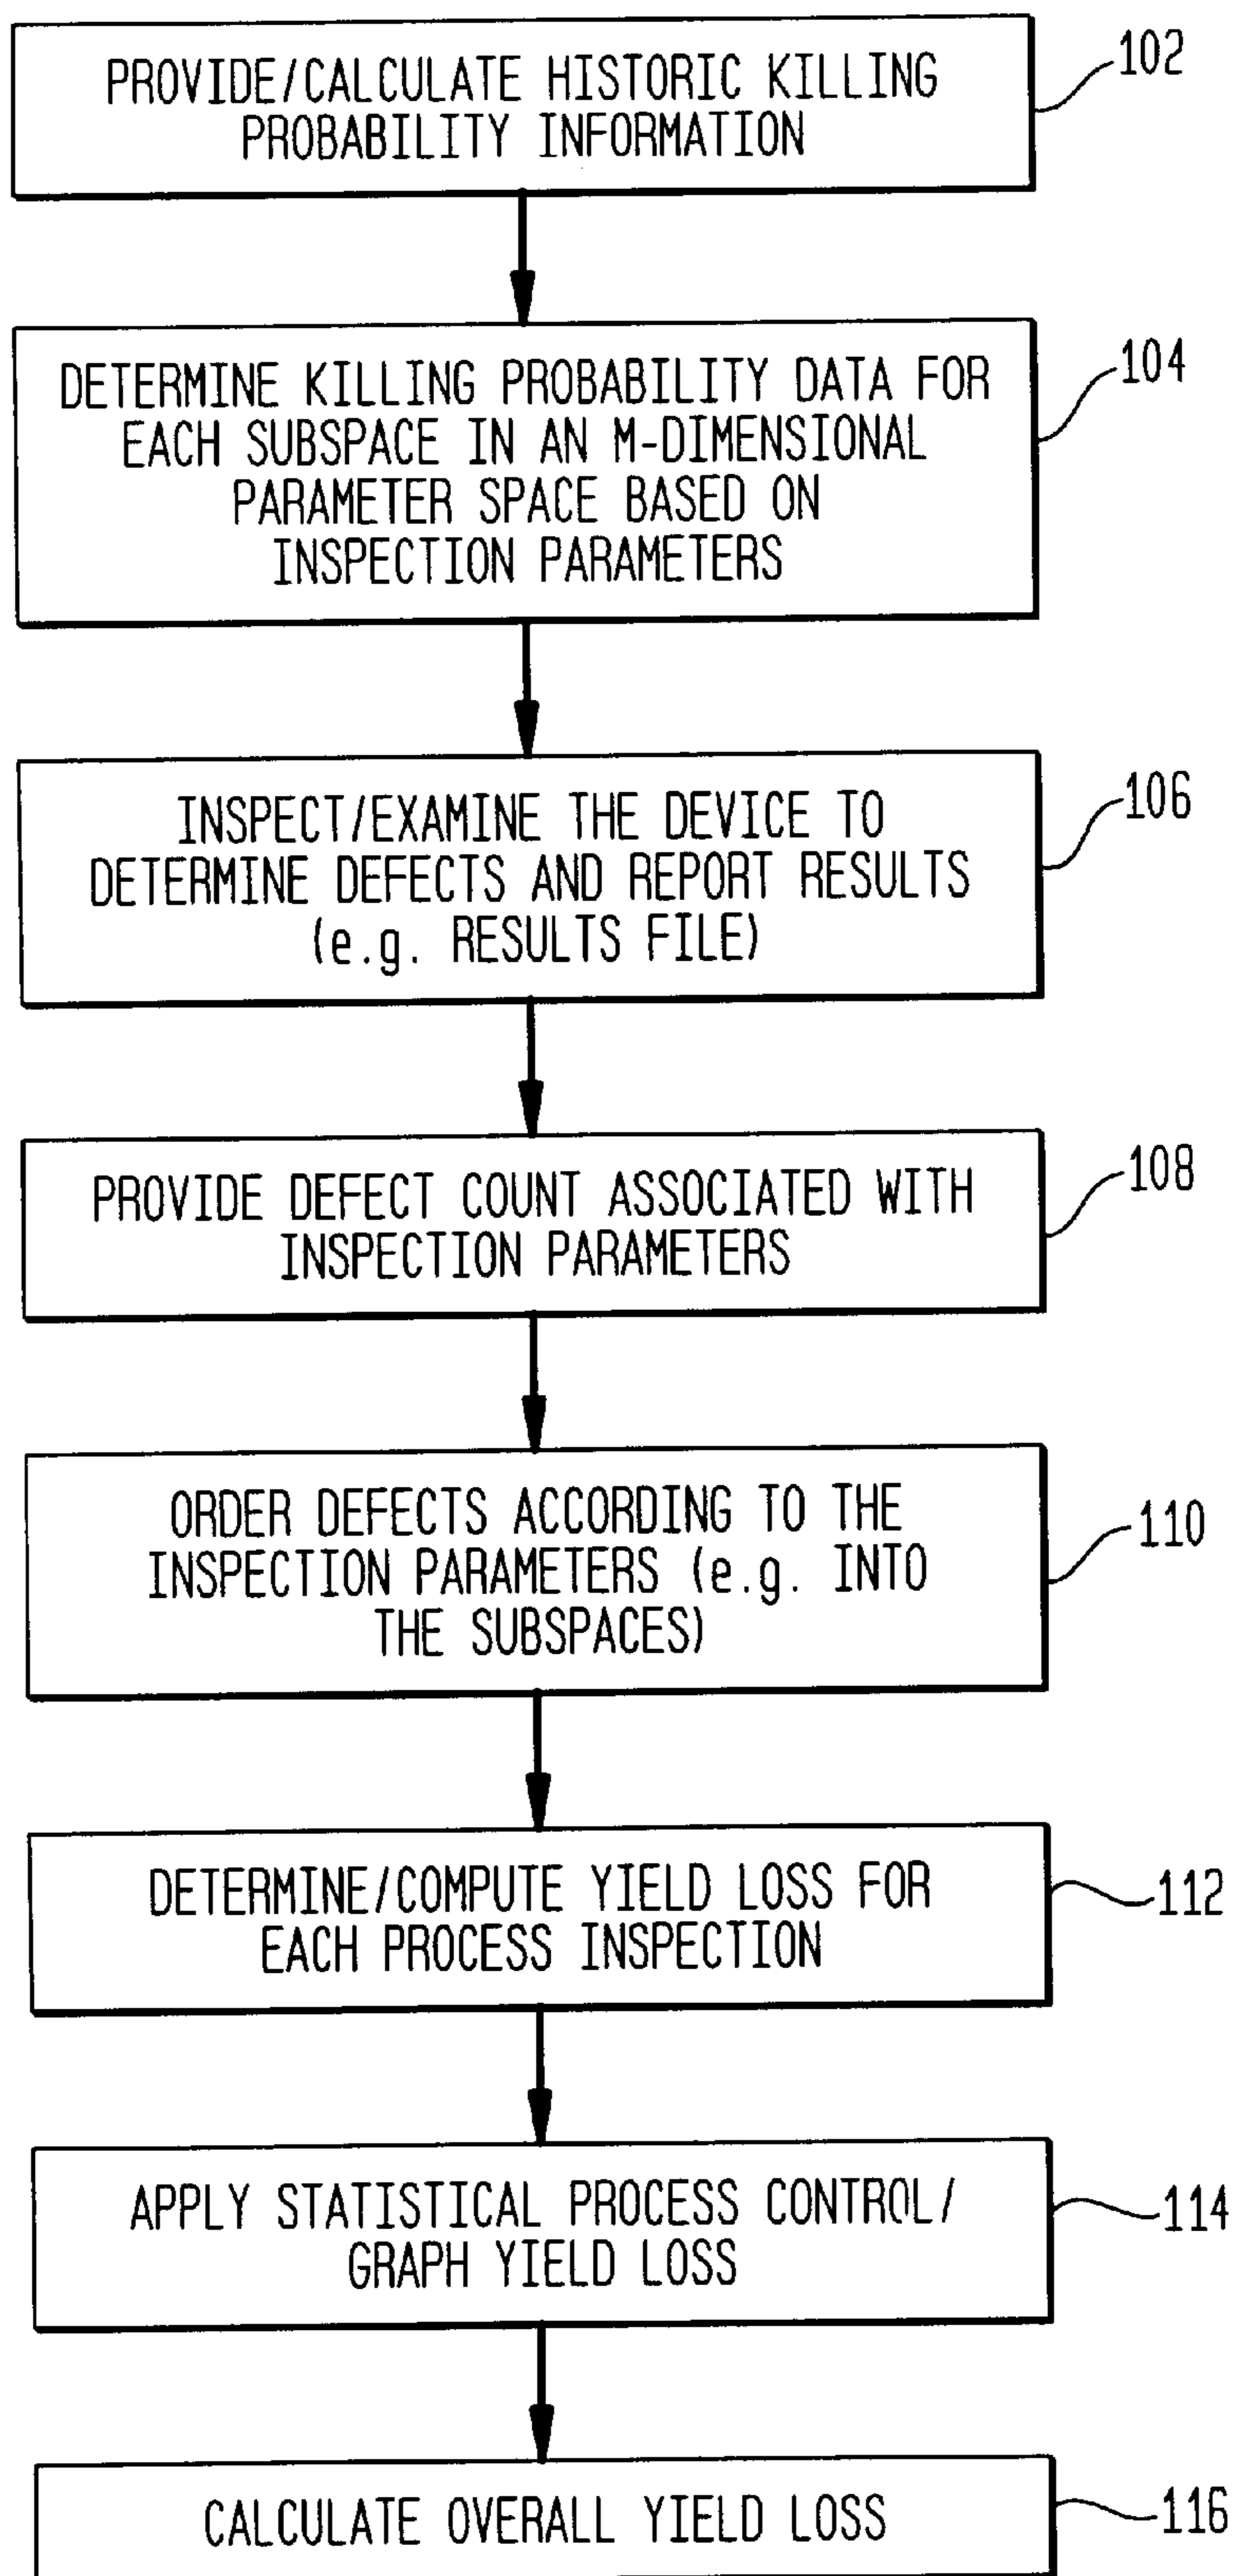 PROVIDE/CALCULATE HISTORIC KILLING
PROBABILITY INFORMATION
102
DETERMINE KILLING PROBABILITY DATA FOR
EACH SUBSPACE IN AN M-DIMENSIONAL
PARAMETER SPACE BASED ON
INSPECTION PARAMETERS
104
INSPECT/EXAMINE THE DEVICE TO
DETERMINE DEFECTS AND REPORT RESULTS
(e.g. RESULTS FILE)
106
PROVIDE DEFECT COUNT ASSOCIATED WITH
INSPECTION PARAMETERS
108
ORDER DEFECTS ACCORDING TO THE
INSPECTION PARAMETERS (e.g. INTO
THE SUBSPACES)
110
DETERMINE/COMPUTE YIELD LOSS FOR
EACH PROCESS INSPECTION
112
APPLY STATISTICAL PROCESS CONTROL/
GRAPH YIELD LOSS
114
CALCULATE OVERALL YIELD LOSS
116